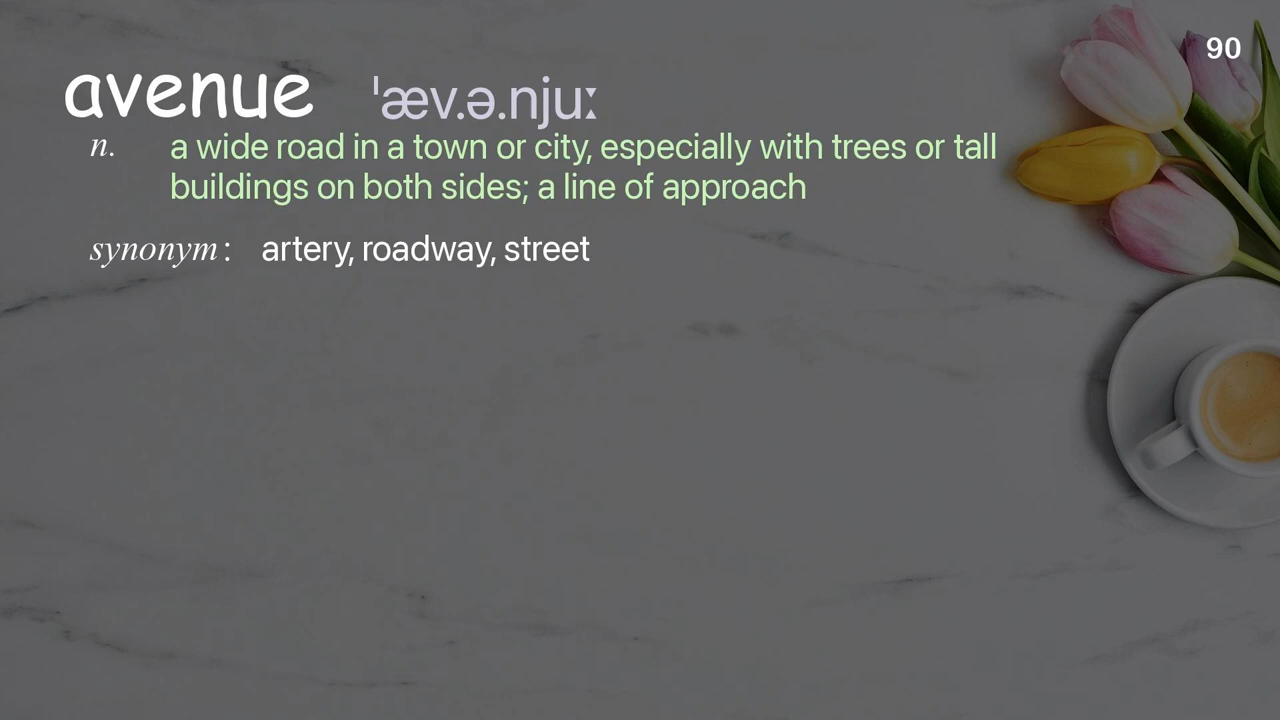 90
avenue ˈæv.ə.njuː
n. a wide road in a town or city, especially with trees or tall
buildings on both sides; a line of approach
synonym: artery, roadway, street